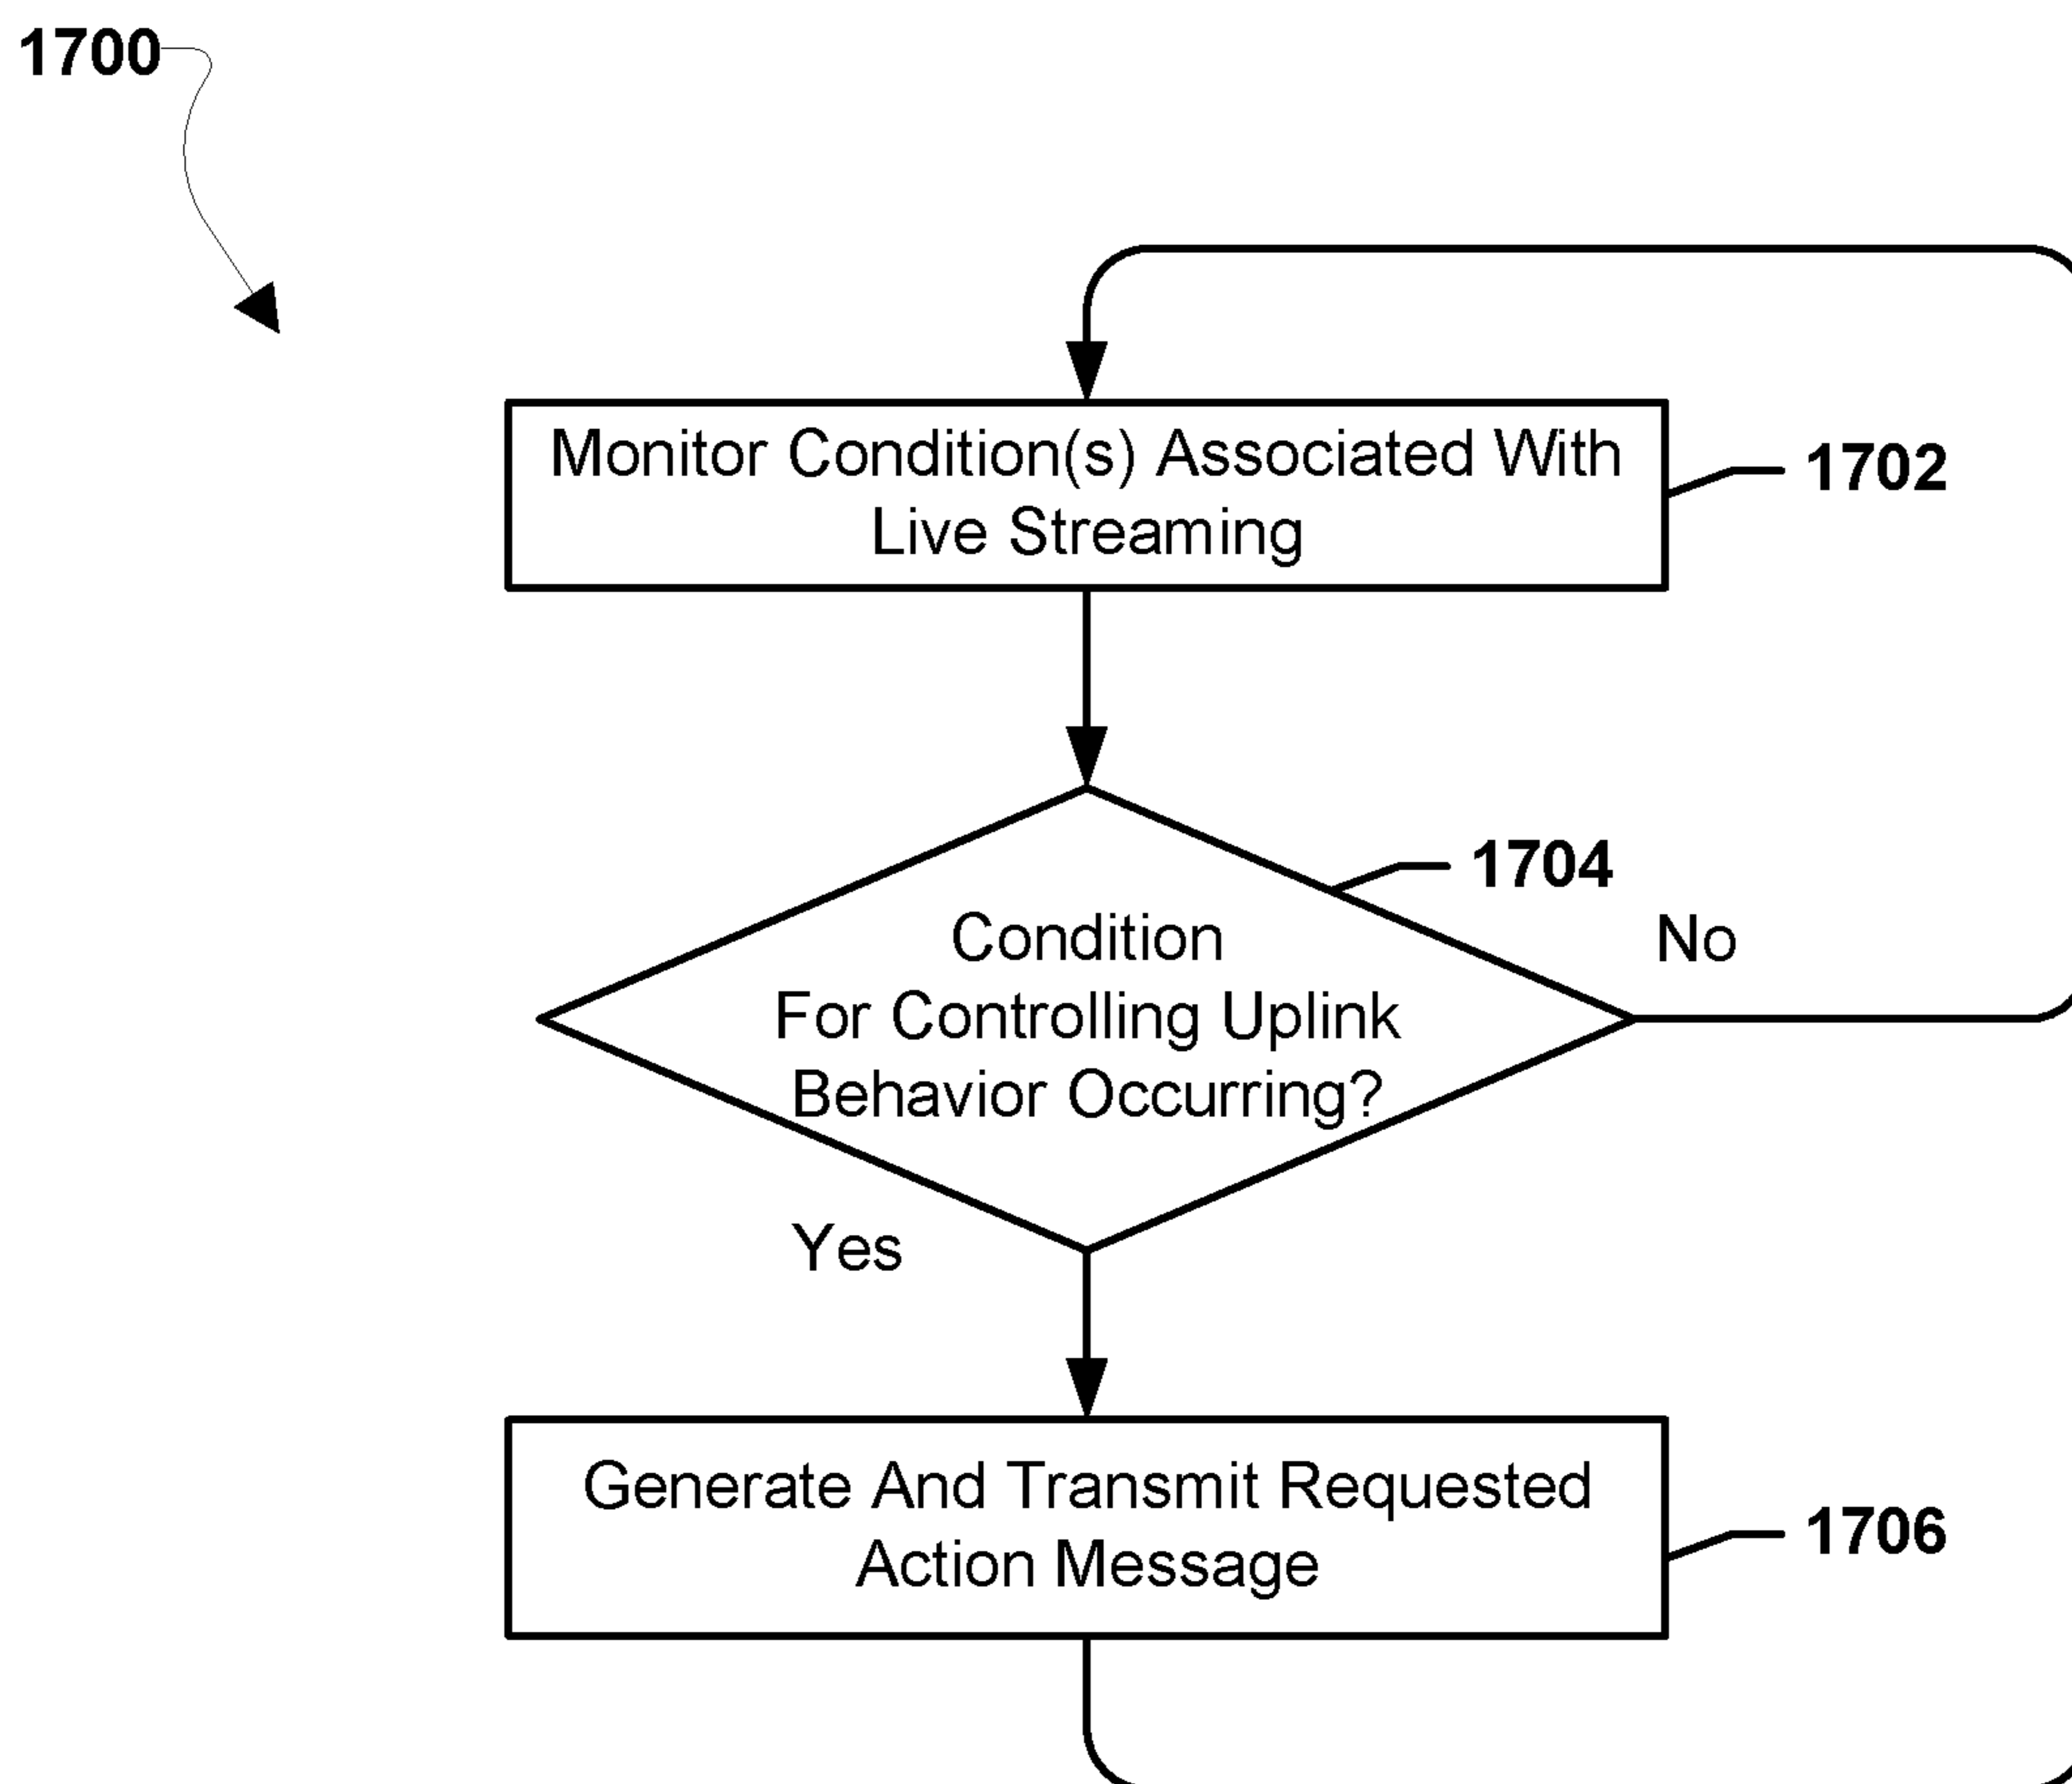 1700
Monitor Condition(s) Associated With
Live Streaming
1702
1704
Condition
For Controlling Uplink
Behavior Occurring?
No
Yes
Generate And Transmit Requested
Action Message
1706